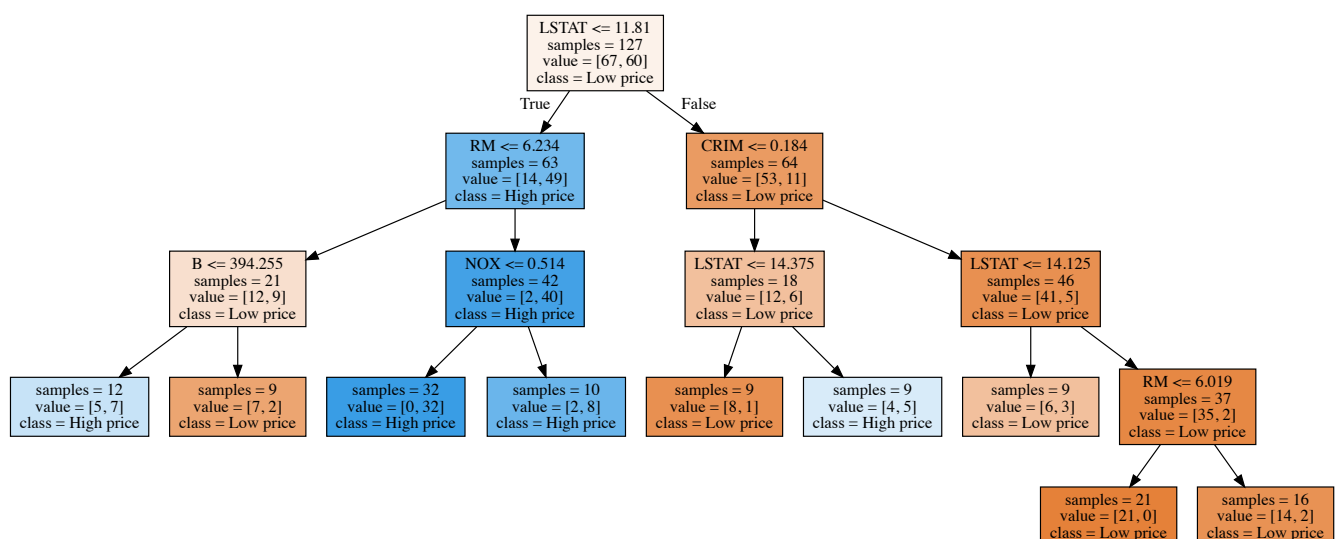 LSTAT <= 11.81
samples = 127
value = [67, 60]
class = Low price
True
False
RM <= 6.234
samples = 63
value = [14, 49]
class = High price
CRIM <= 0.184
samples = 64
value = [53, 11]
class = Low price
B <= 394.255
samples = 21
value = [12, 9]
class = Low price
NOX <= 0.514
samples = 42
value = [2, 40]
class = High price
LSTAT <= 14.375
samples = 18
value = [12, 6]
class = Low price
LSTAT <= 14.125
samples = 46
value = [41, 5]
class = Low price
samples = 12
value = [5, 7]
class = High price
samples = 9
value = [7, 2]
class = Low price
samples = 32
value = [0, 32]
class = High price
samples = 10
value = [2, 8]
class = High price
samples = 9
value = [8, 1]
class = Low price
samples = 9
value = [4, 5]
class = High price
samples = 9
value = [6, 3]
class = Low price
RM <= 6.019
samples = 37
value = [35, 2]
class = Low price
samples = 21
value = [21, 0]
class = Low price
samples = 16
value = [14, 2]
class = Low price